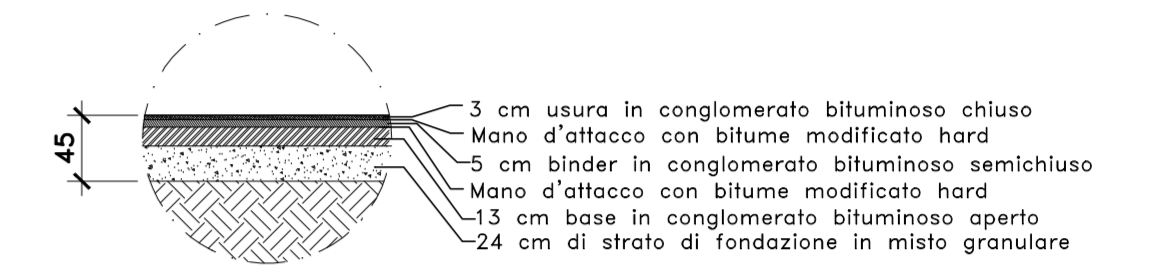 45
3 cm usura in conglomerato bituminoso chiuso
Mano d'attacco con bitume modificato hard
5 cm binder in conglomerato bituminoso semichiuso
Mano d'attacco con bitume modificato hard
13 cm base in conglomerato bituminoso aperto
24 cm di strato di fondazione in misto granulare